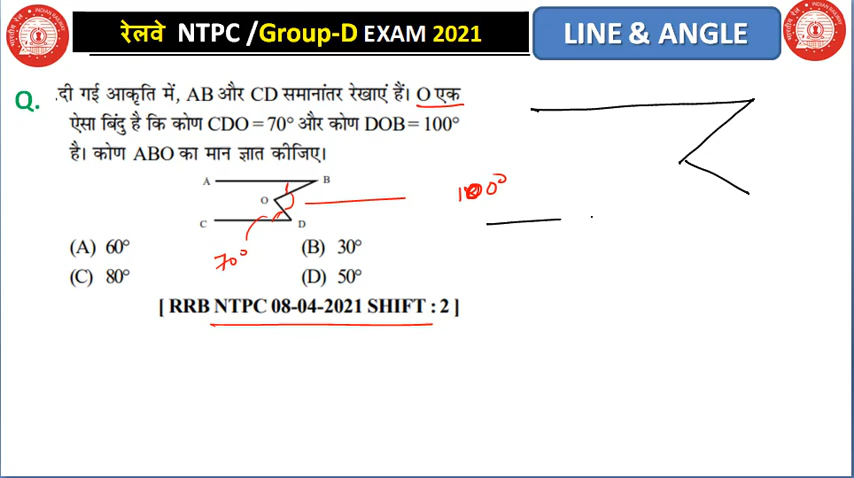 रेलवे NTPC /Group-D EXAM 2021
LINE & ANGLE
Q. दी गई आकृति में, AB और CD समानांतर रेखाएं हैं। O एक
ऐसा बिंदु है कि कोण CDO = 70° और कोण DOB = 100°
है। कोण ABO का मान ज्ञात कीजिए।
A B
O
C D
100°
70°
(A) 60° (B) 30°
(C) 80° (D) 50°
[ RRB NTPC 08-04-2021 SHIFT : 2 ]